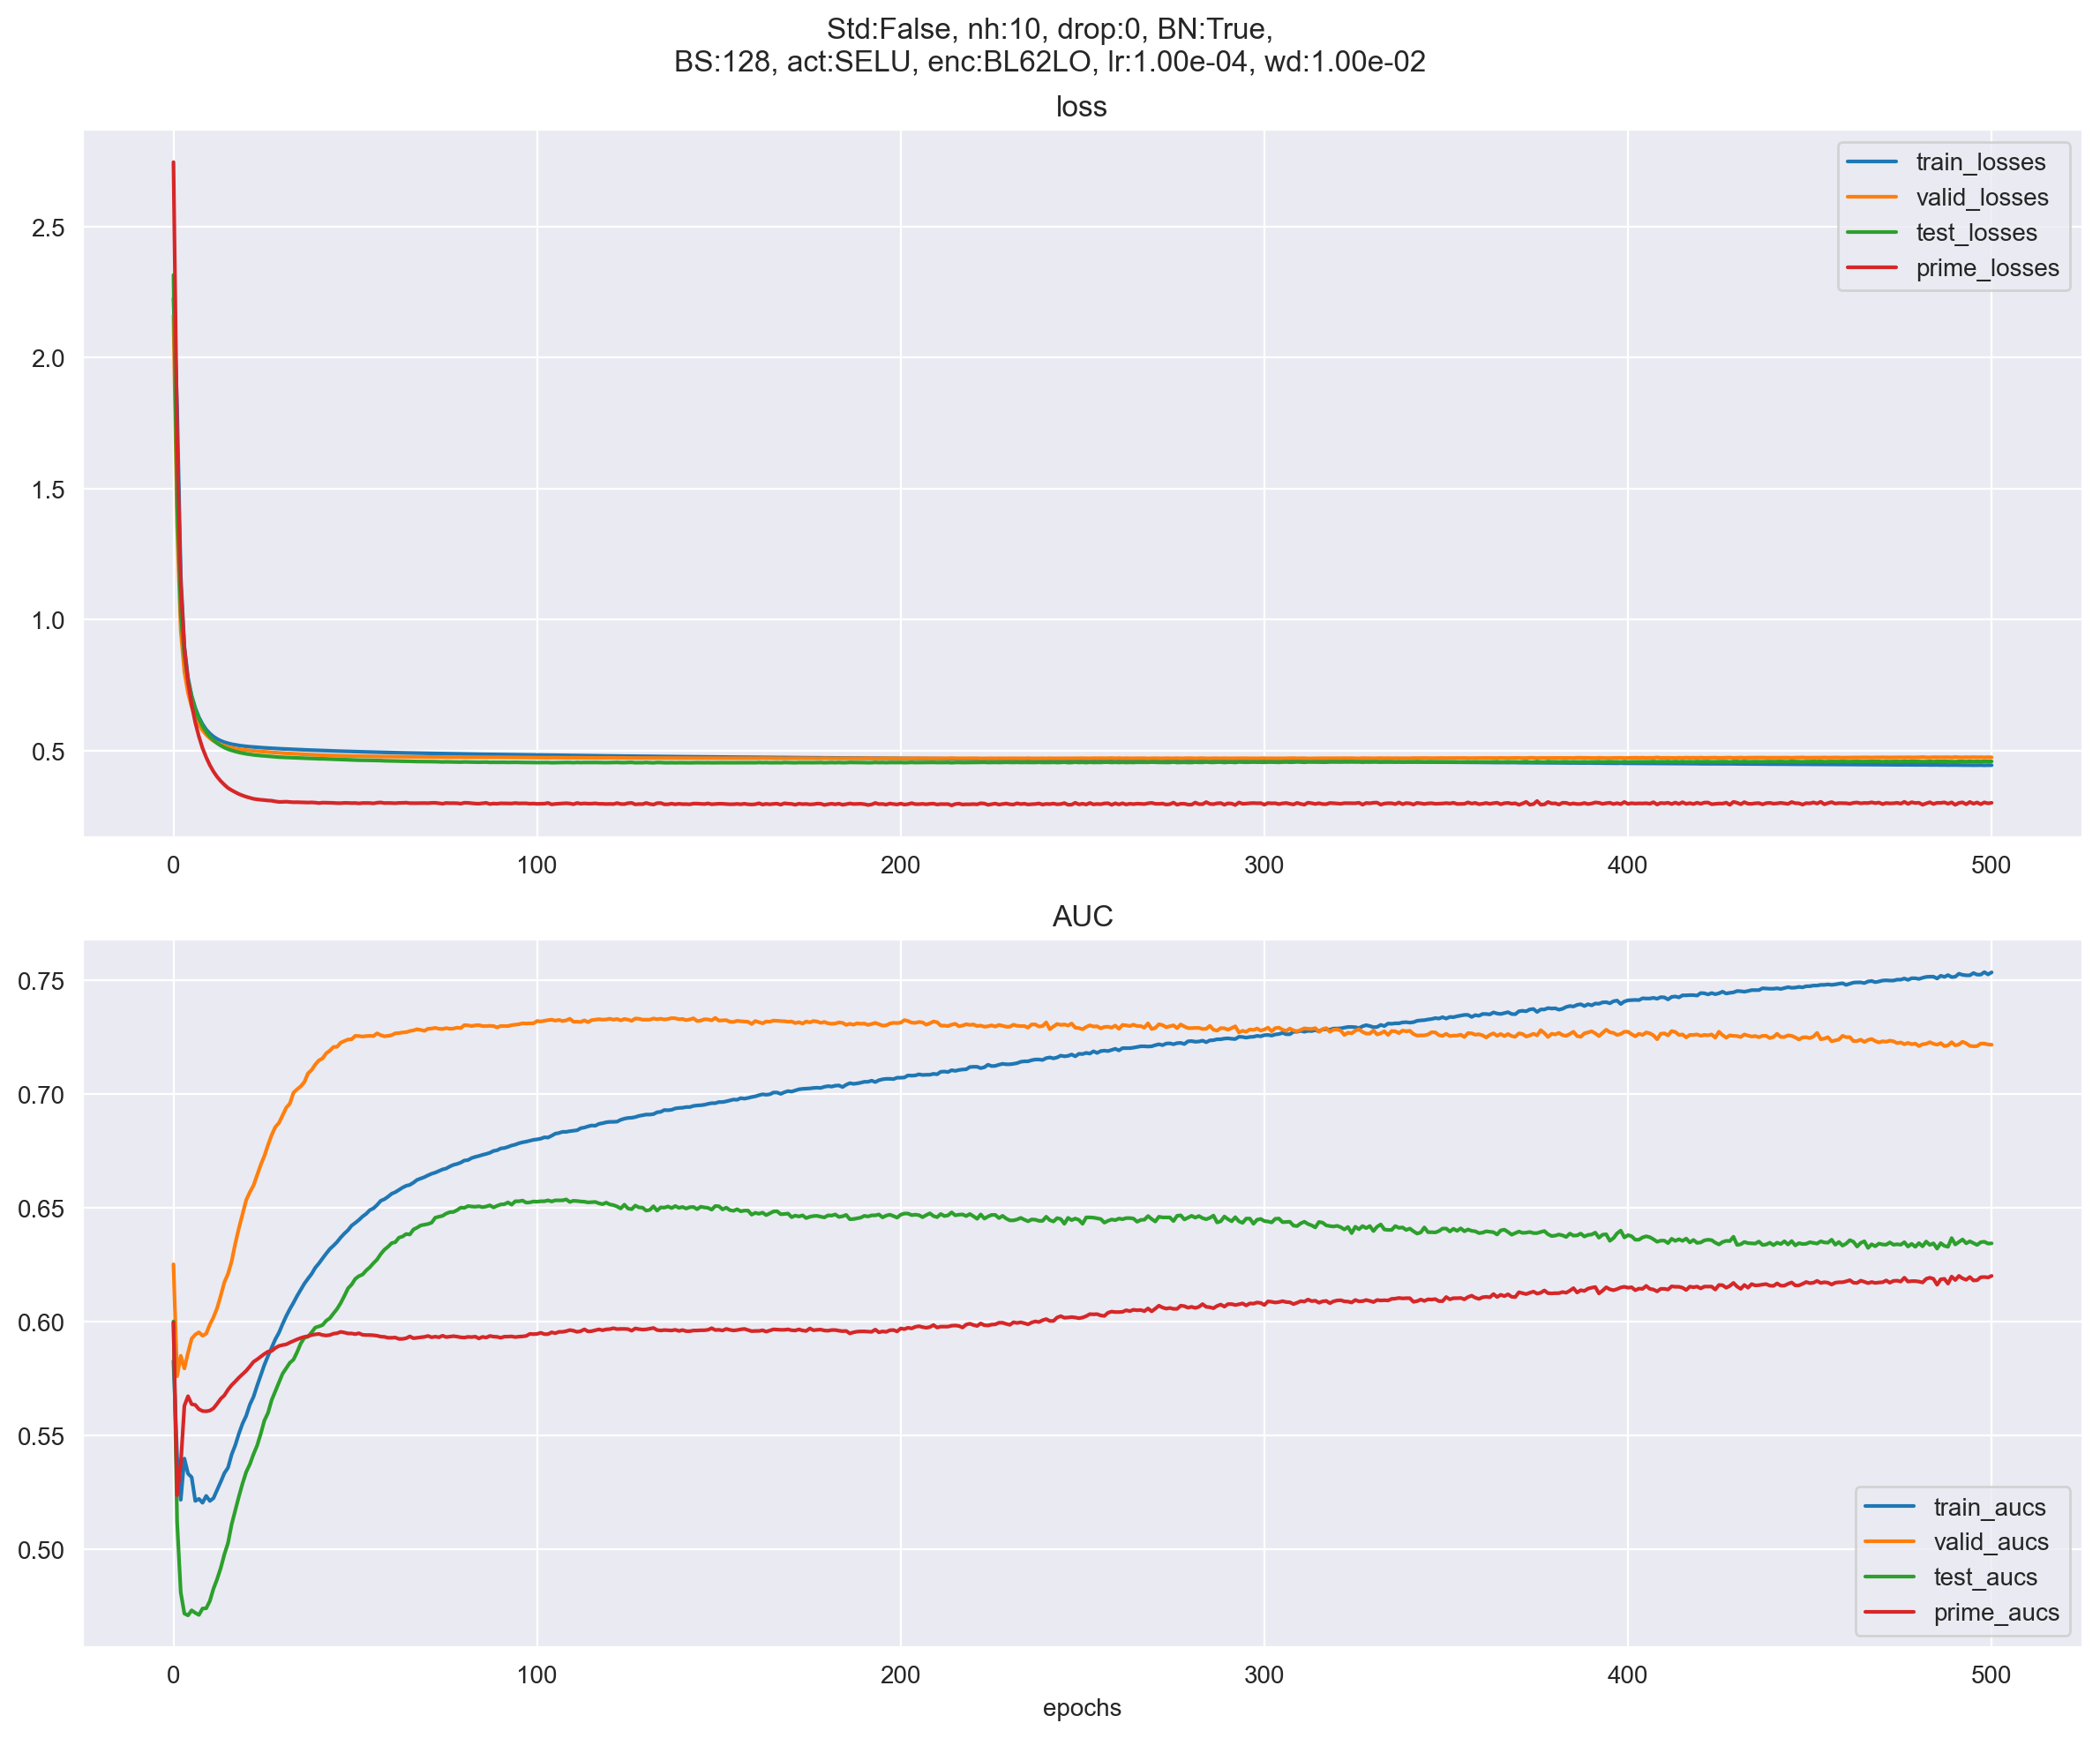 Std:False, nh:10, drop:0, BN:True,
BS:128, act:SELU, enc:BL62LO, lr:1.00e-04, wd:1.00e-02
loss
train_losses
valid_losses
test_losses
prime_losses
2.5
2.0
1.5
1.0
0.5
0 100 200 300 400 500
AUC
0.75
0.70
0.65
0.60
0.55
0.50
train_aucs
valid_aucs
test_aucs
prime_aucs
0 100 200 300 400 500
epochs